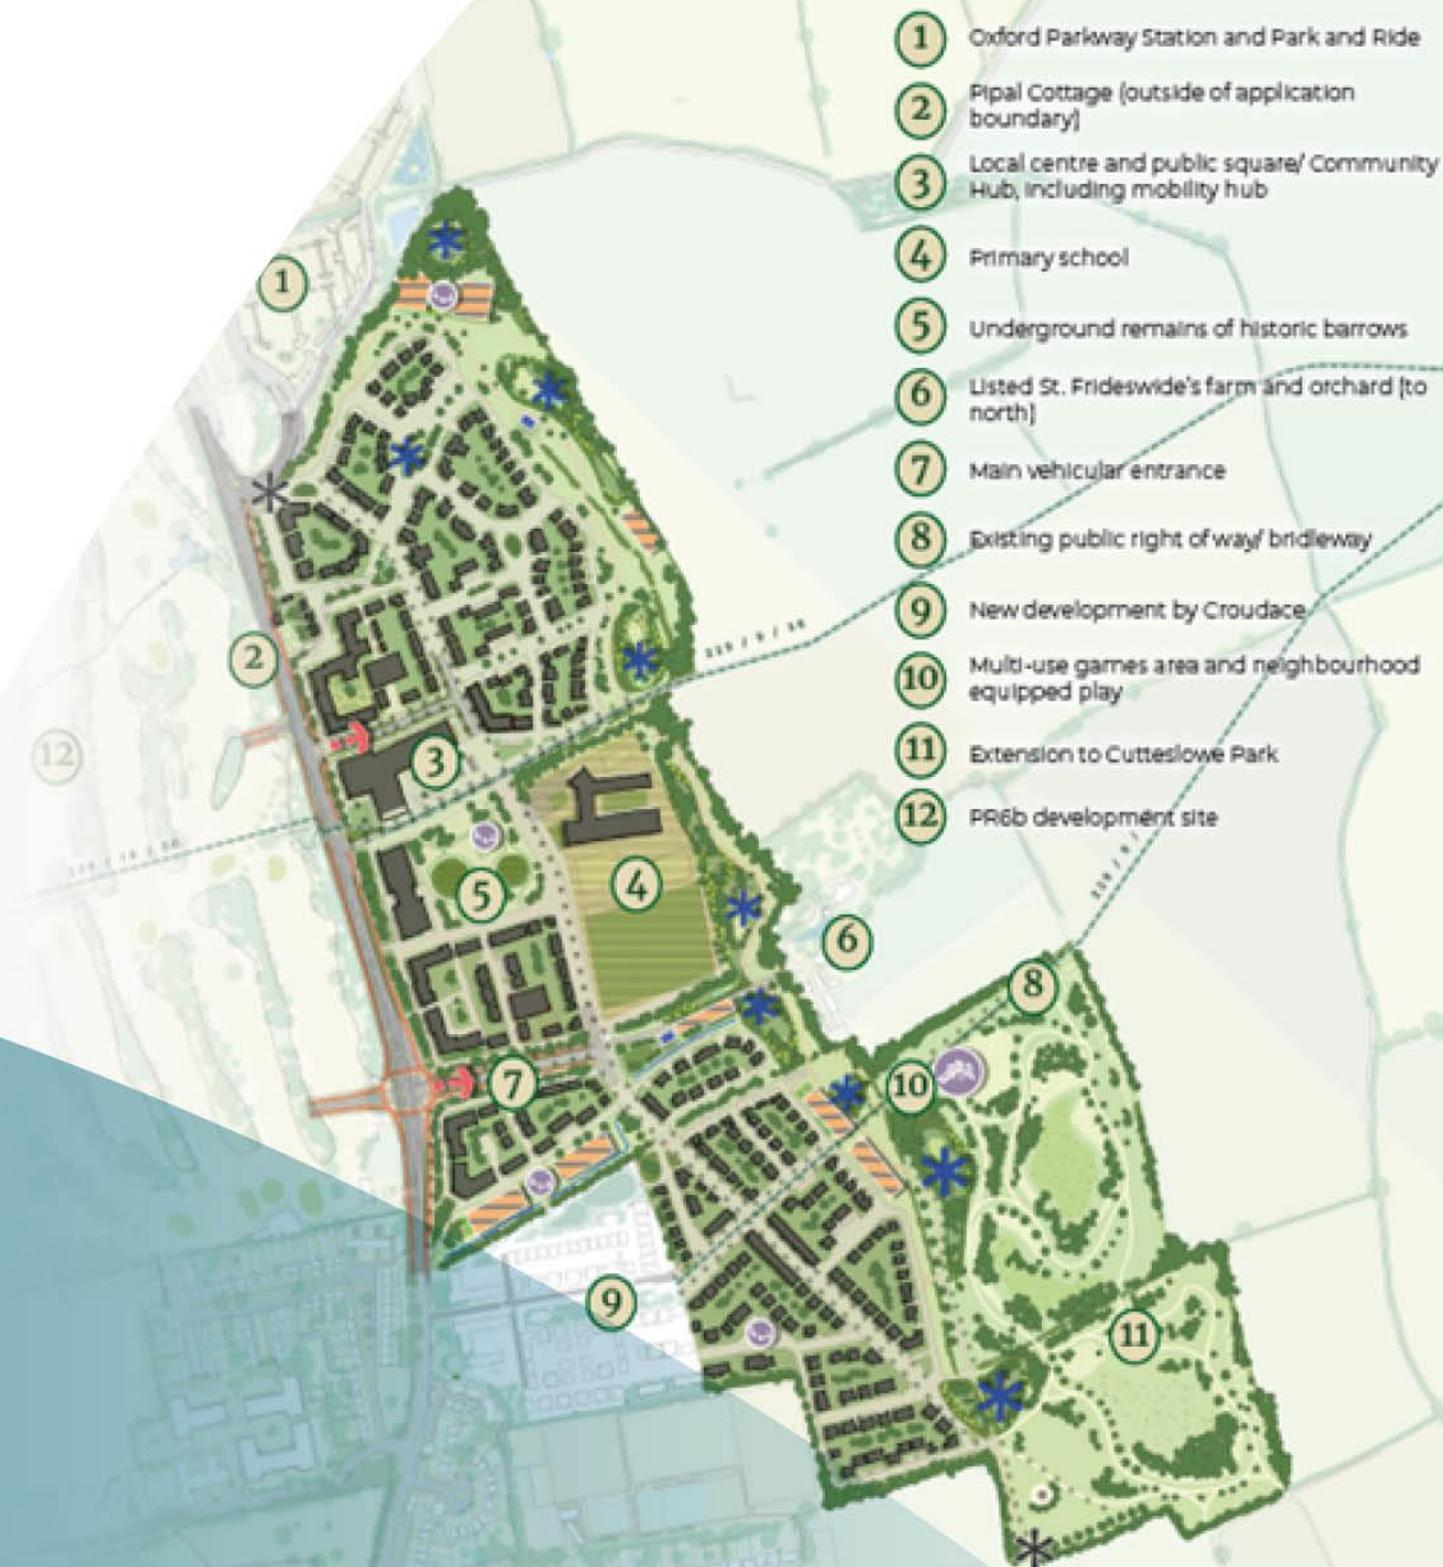 1 Oxford Parkway Station and Park and Ride
2 Pipal Cottage (outside of application
boundary)
3 Local centre and public square/ Community
Hub, including mobility hub
4 Primary school
5 Underground remains of historic barrows
6 Listed St. Frideswide's farm and orchard (to
north)
7 Main vehicular entrance
8 Existing public right of way/ bridleway
9 New development by Croudace
10 Multi-use games area and neighbourhood
equipped play
11 Extension to Cutteslowe Park
12 PR6b development site
1
2
12
3
5
4
6
8
7
10
9
11